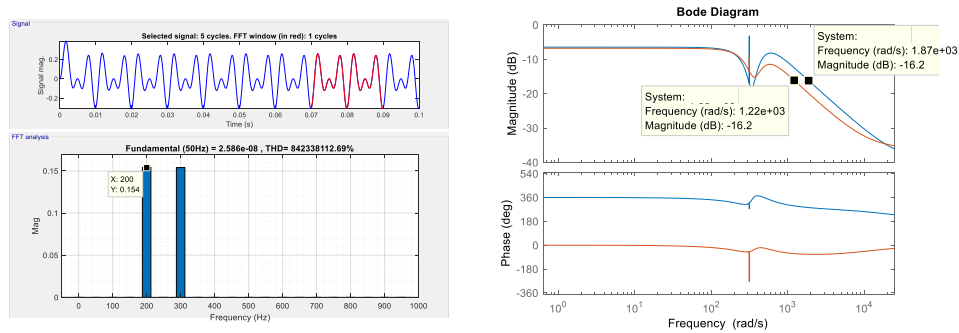 Signal
Selected signal: 5 cycles. FFT window (in red): 1 cycles
Signal mag.
0.2
0
-0.2
0
0.01
0.02
0.03
0.04
0.05
0.06
0.07
0.08
0.09
0.1
Time (s)
FFT analysis
Fundamental (50Hz) = 2.586e-08 , THD= 842338112.69%
X: 200
Y: 0.154
Mag
0.15
0.1
0.05
0
0
100
200
300
400
500
600
700
800
900
1000
Frequency (Hz)
Bode Diagram
System:
Frequency (rad/s): 1.87e+03
Magnitude (dB): -16.2
System:
Frequency (rad/s): 1.22e+03
Magnitude (dB): -16.2
Magnitude (dB)
0
-10
-20
-30
-40
Phase (deg)
540
360
180
0
-180
-360
10^0
10^1
10^2
10^3
10^4
Frequency (rad/s)